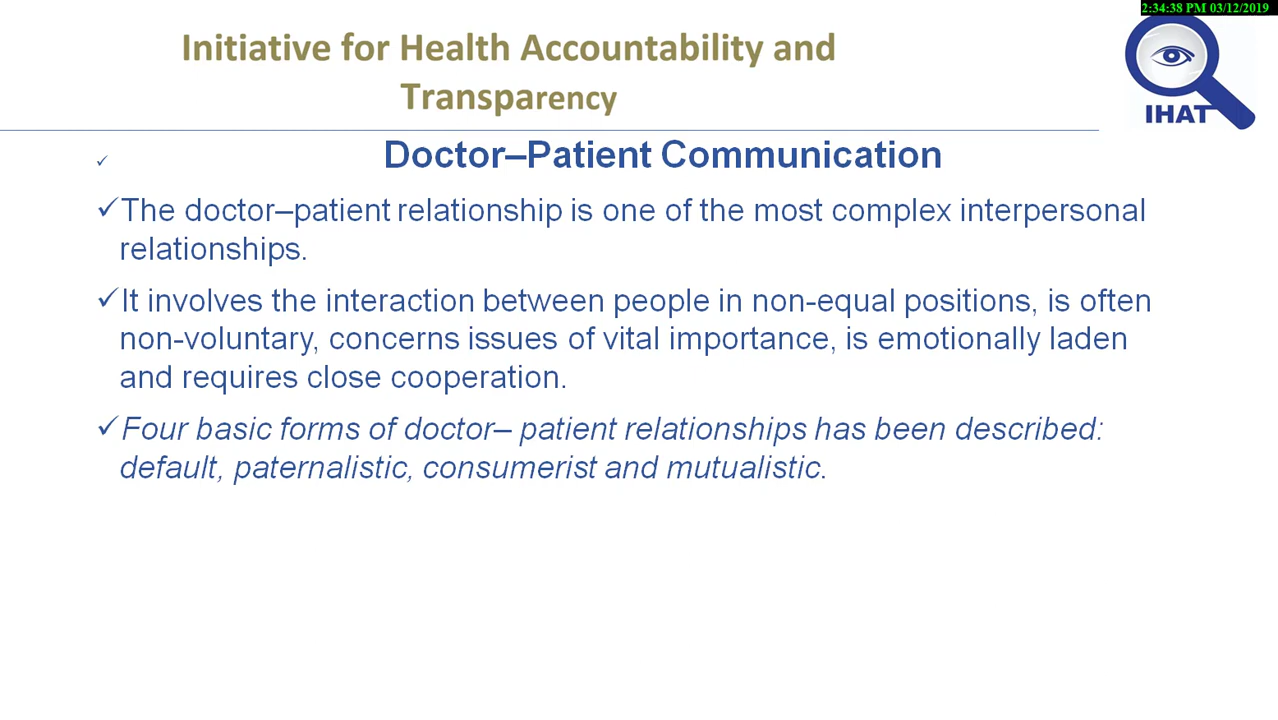 2:34:38 PM 03/12/2019
Initiative for Health Accountability and
Transparency
IHAT
Doctor–Patient Communication
✓The doctor–patient relationship is one of the most complex interpersonal
relationships.
✓It involves the interaction between people in non-equal positions, is often
non-voluntary, concerns issues of vital importance, is emotionally laden
and requires close cooperation.
✓Four basic forms of doctor– patient relationships has been described:
default, paternalistic, consumerist and mutualistic.